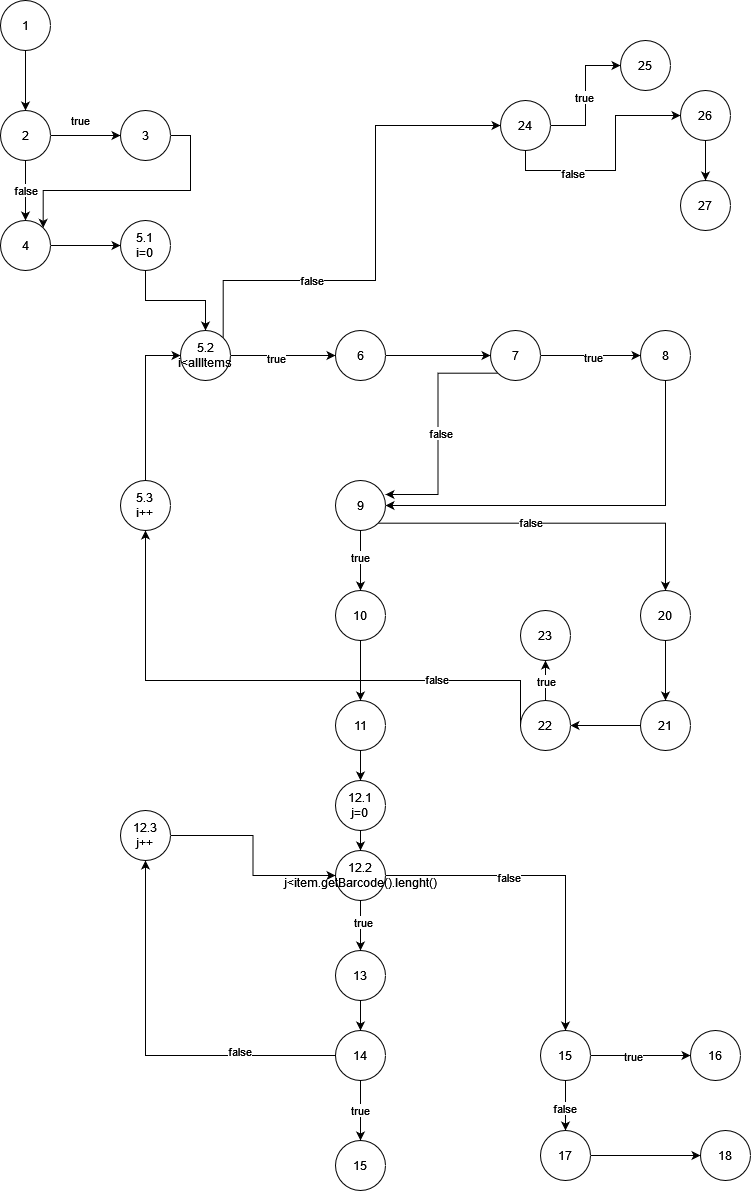 1
25
true
26
24
true
2
3
false
27
false
5.1
i=0
4
false
5.2
i<allItems
true
6
7
true
8
false
5.3
i++
9
false
true
10
20
23
true
false
11
22
21
12.1
j=0
12.3
j++
12.2
j<item.getBarcode().lenght()
false
true
13
14
false
15
true
16
true
false
15
17
18